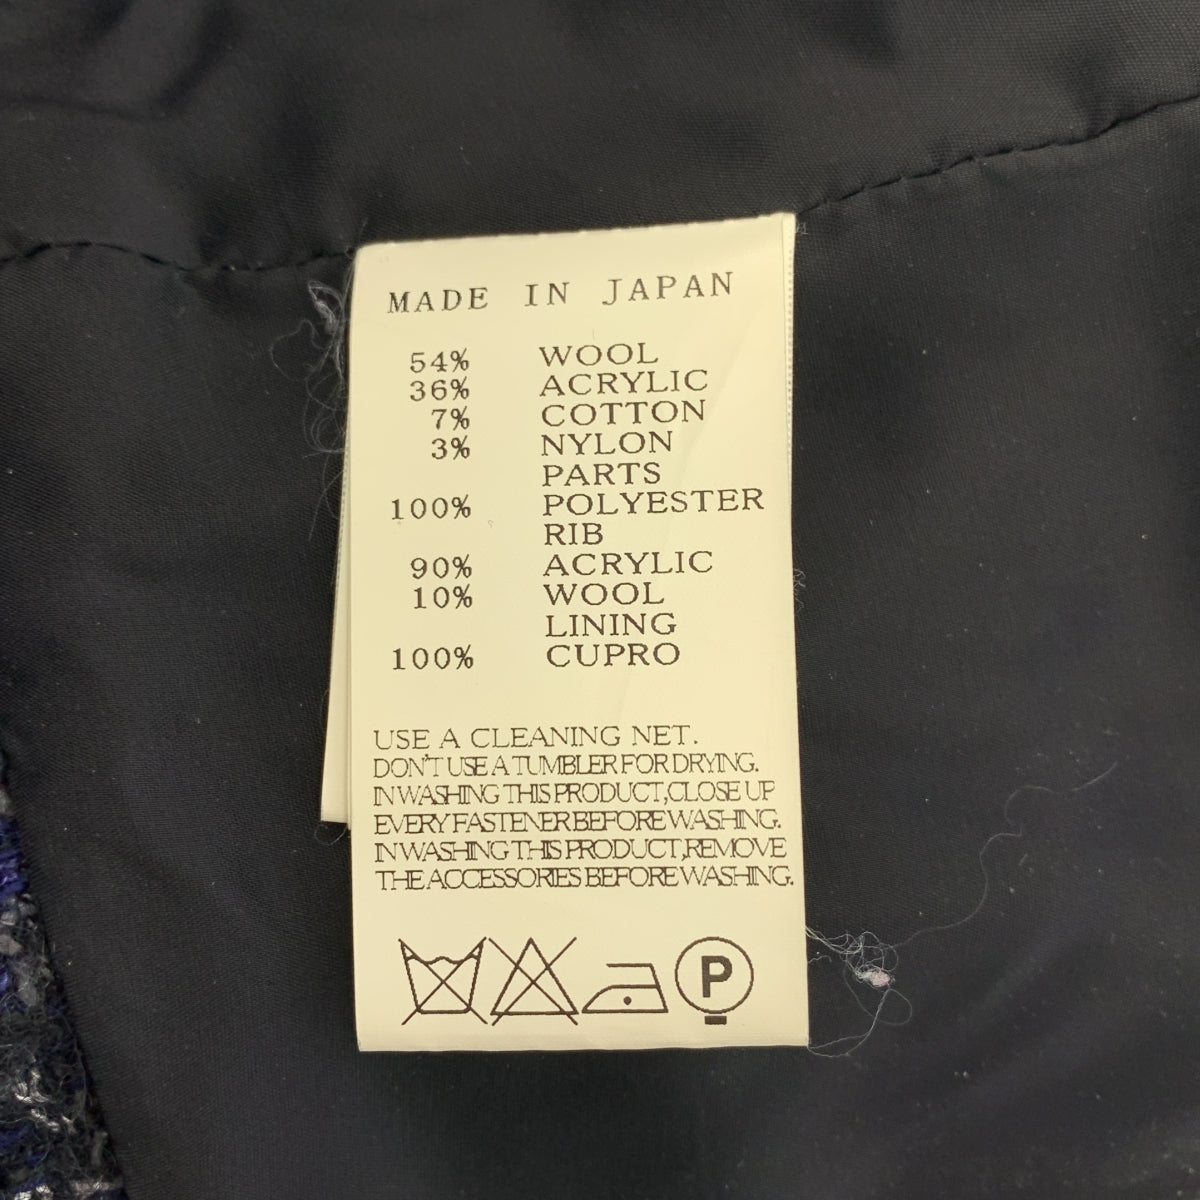 MADE IN JAPAN
54% WOOL
36% ACRYLIC
7% COTTON
3% NYLON
PARTS
100% POLYESTER
RIB
90% ACRYLIC
10% WOOL
LINING
100% CUPRO
USE A CLEANING NET.
DON'T USE A TUMBLER FOR DRYING.
IN WASHING THIS PRODUCT,CLOSE UP
EVERY FASTENER BEFORE WASHING.
IN WASHING THIS PRODUCT,REMOVE
THE ACCESSORIES BEFORE WASHING.
P